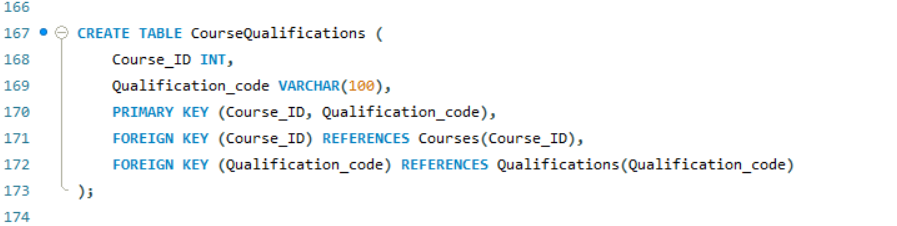 166
167 CREATE TABLE CourseQualifications (
168 Course_ID INT,
169 Qualification_code VARCHAR(100),
170 PRIMARY KEY (Course_ID, Qualification_code),
171 FOREIGN KEY (Course_ID) REFERENCES Courses(Course_ID),
172 FOREIGN KEY (Qualification_code) REFERENCES Qualifications(Qualification_code)
173 );
174